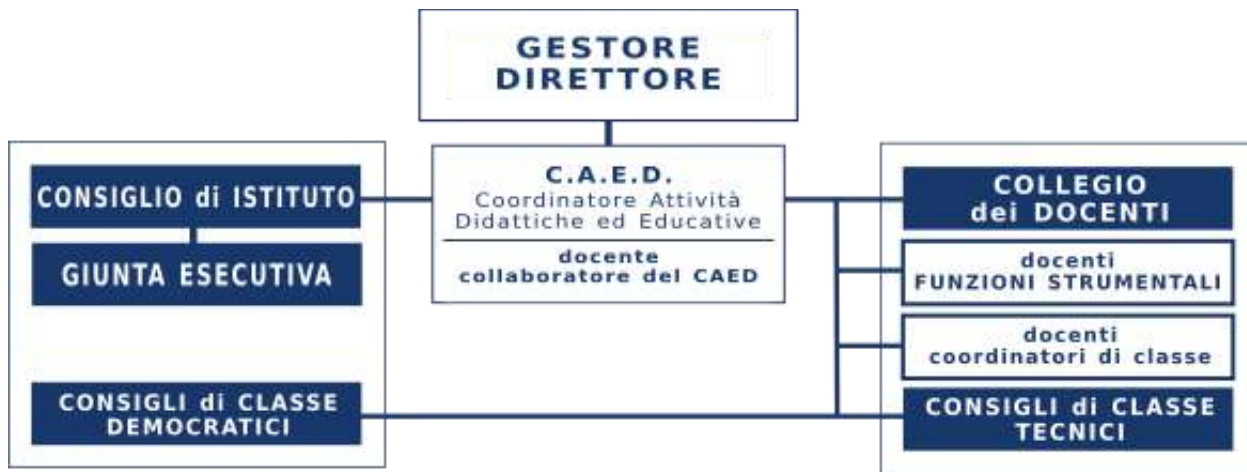 GESTORE
DIRETTORE
C.A.E.D.
Coordinatore Attività
Didattiche ed Educative
docente
collaboratore del CAED
CONSIGLIO di ISTITUTO
GIUNTA ESECUTIVA
CONSIGLI di CLASSE
DEMOCRATICI
COLLEGIO
dei DOCENTI
docenti
FUNZIONI STRUMENTALI
docenti
coordinatori di classe
CONSIGLI di CLASSE
TECNICI